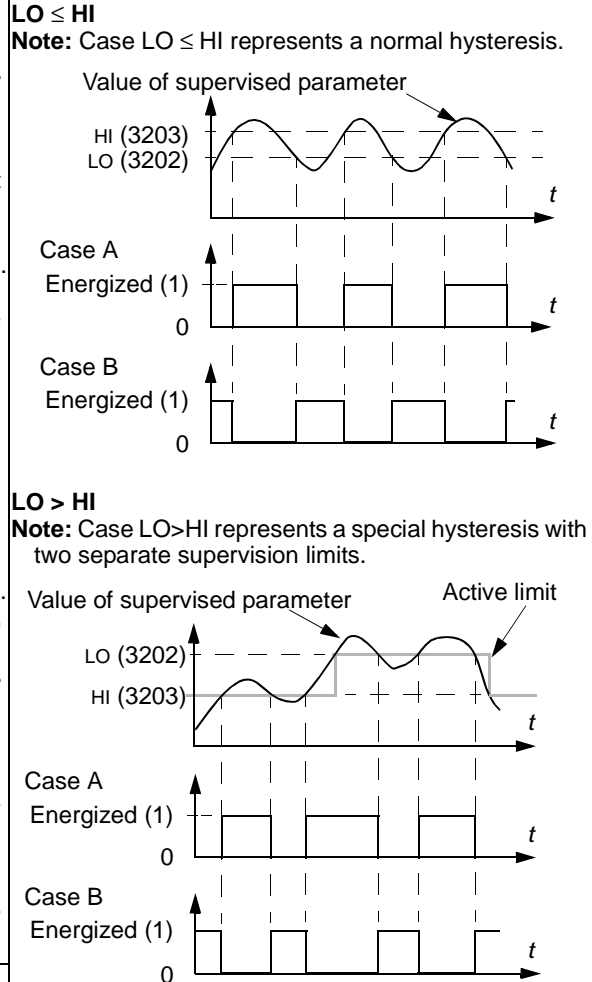 LO ≤ HI
Note: Case LO ≤ HI represents a normal hysteresis.
Value of supervised parameter
HI (3203)
LO (3202)
t
Case A
Energized (1)
t
0
Case B
Energized (1)
t
0
LO > HI
Note: Case LO>HI represents a special hysteresis with
two separate supervision limits.
Value of supervised parameter
Active limit
LO (3202)
HI (3203)
t
Case A
Energized (1)
t
0
Case B
Energized (1)
t
0